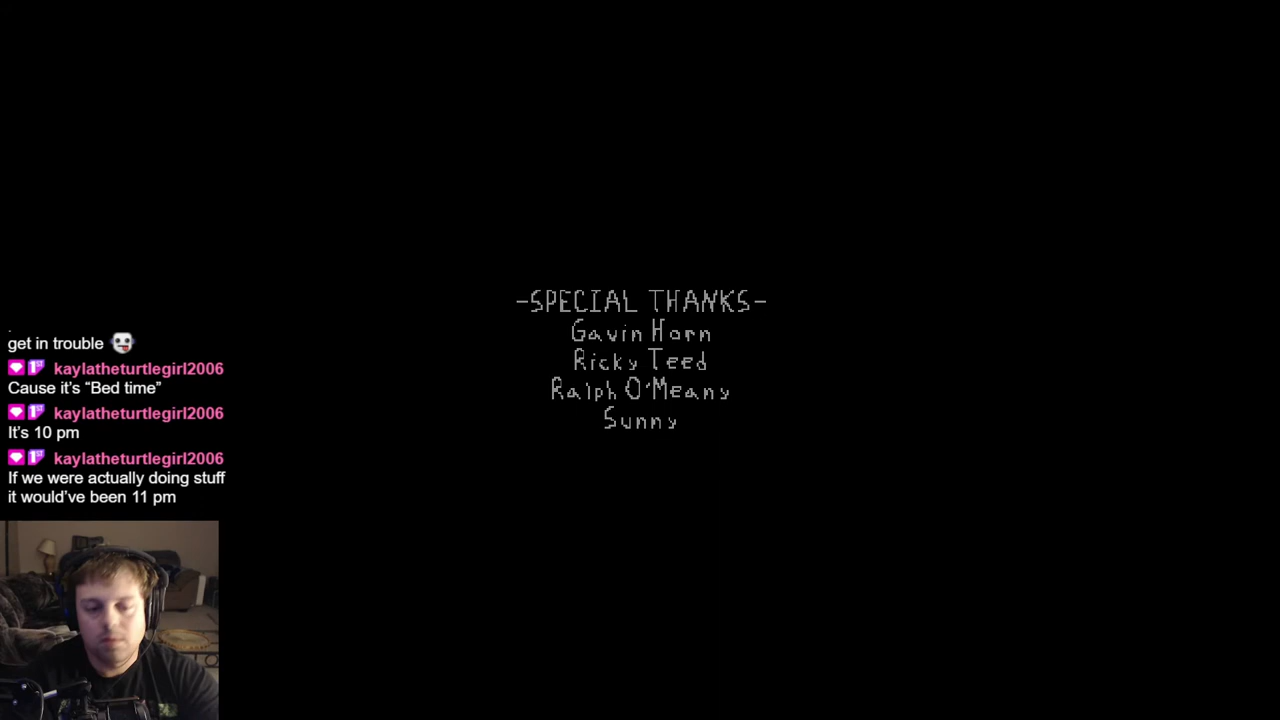 -SPECIAL THANKS-
Gavin Horn
Ricky Teed
Ralph O'Meany
Sunny
get in trouble
kaylatheturtlegirl2006
Cause it's “Bed time”
kaylatheturtlegirl2006
It's 10 pm
kaylatheturtlegirl2006
If we were actually doing stuff
it would've been 11 pm